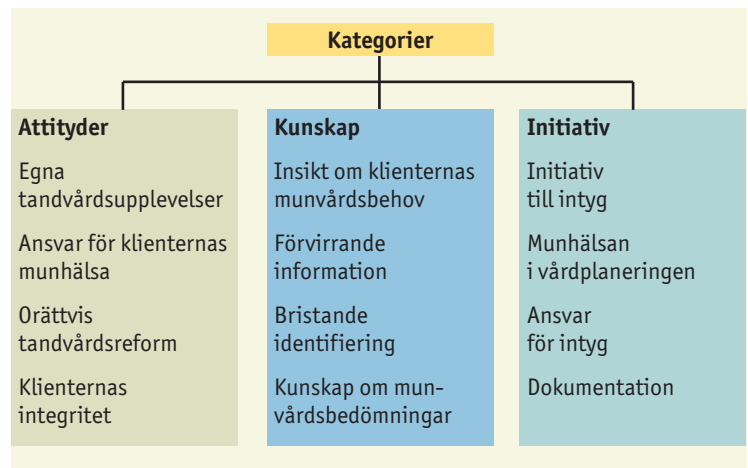 Kategorier
Attityder
Egna
tandvårdsupplevelser
Ansvar för klienternas
munhälsa
Orättvis
tandvårdsreform
Klienternas
integritet
Kunskap
Insikt om klienternas
munvårdsbehov
Förvirrande
information
Bristande
identifiering
Kunskap om mun-
vårdsbedömningar
Initiativ
Initiativ
till intyg
Munhälsan
i vårdplaneringen
Ansvar
för intyg
Dokumentation